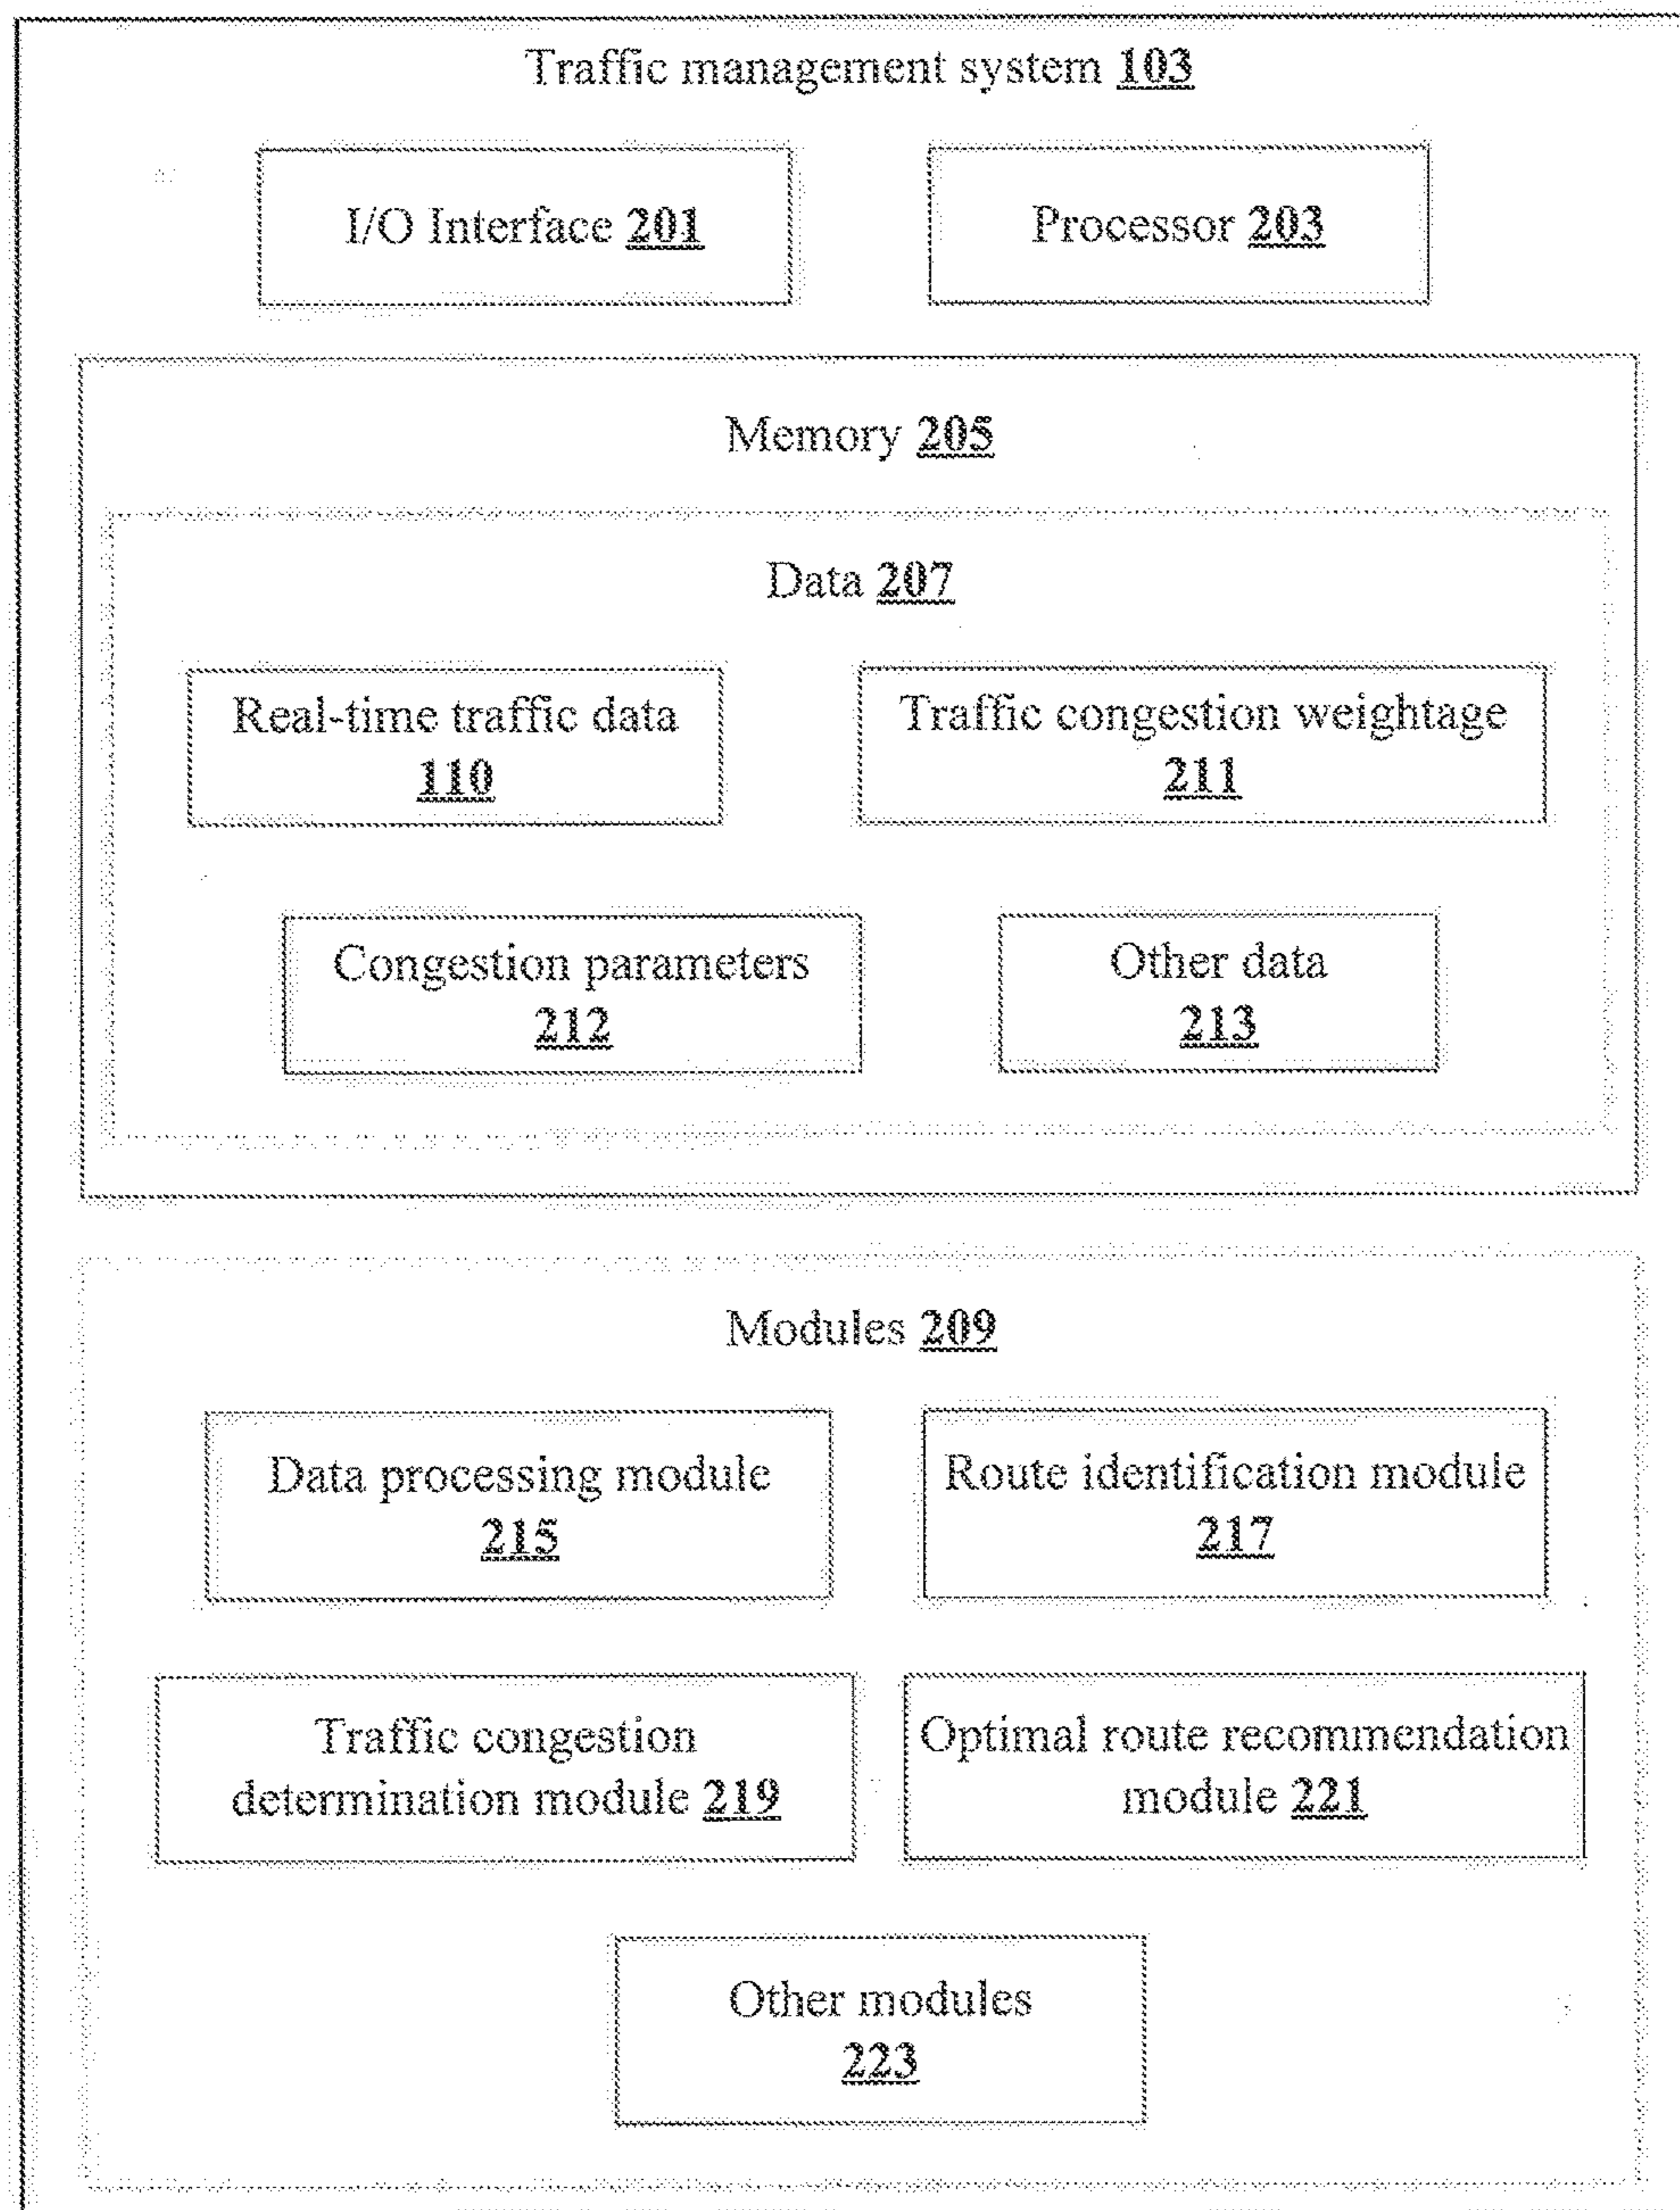 Traffic management system 103
I/O Interface 201
Processor 203
Memory 205
Data 207
Real-time traffic data
110
Traffic congestion weightage
211
Congestion parameters
212
Other data
213
Modules 209
Data processing module
215
Route identification module
217
Traffic congestion
determination module 219
Optimal route recommendation
module 221
Other modules
223